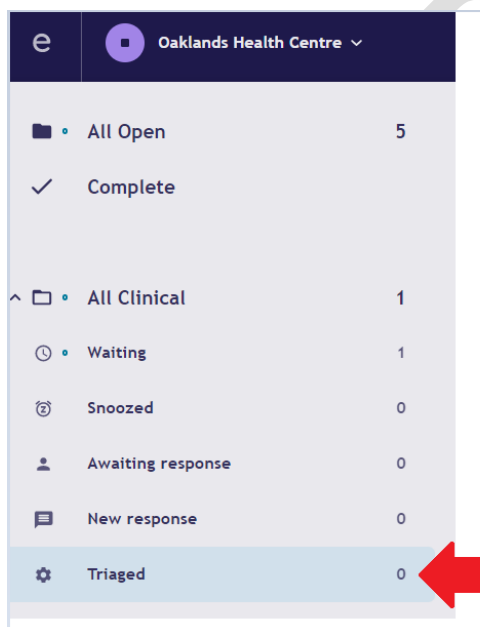 e Oaklands Health Centre
All Open 5
Complete
All Clinical 1
Waiting 1
Snoozed 0
Awaiting response 0
New response 0
Triaged 0